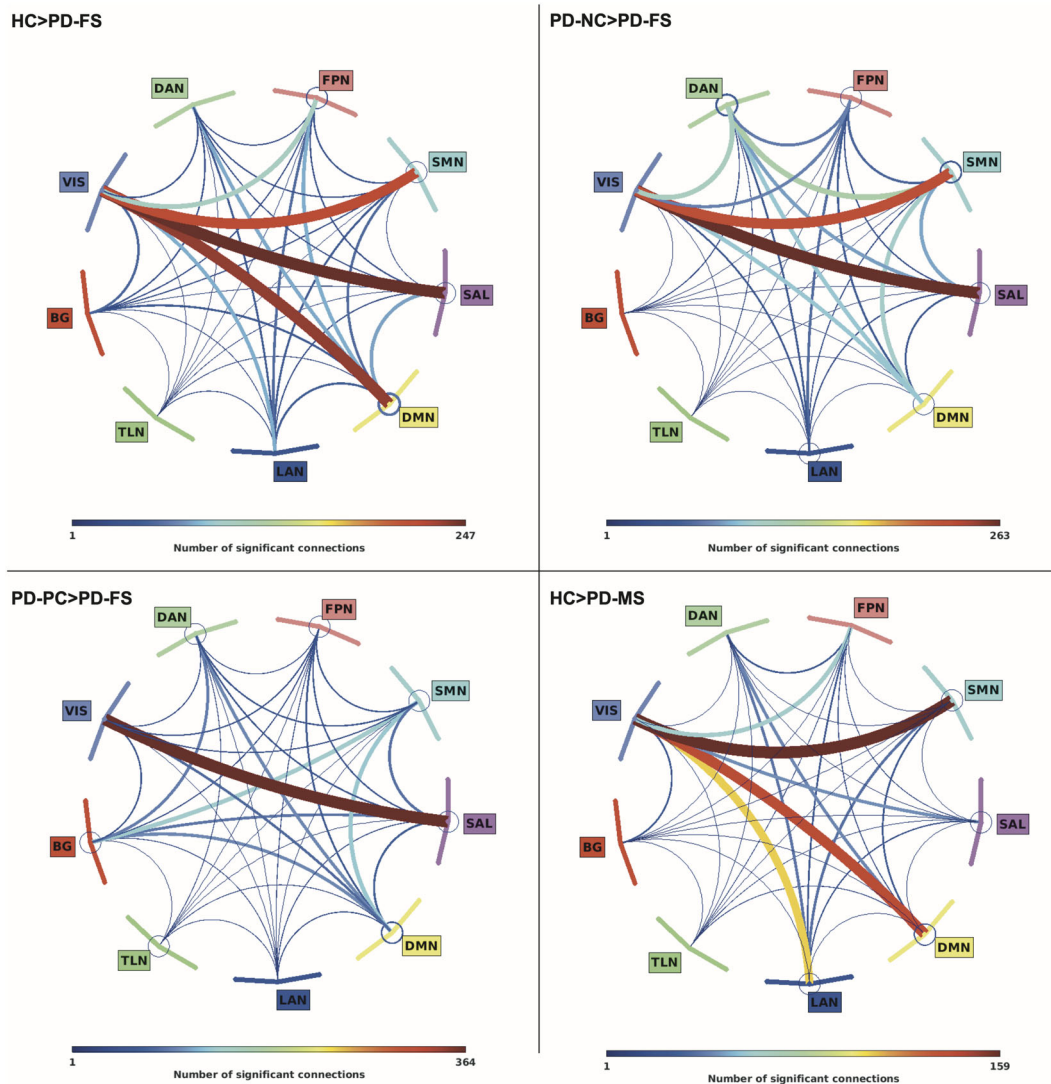 HC>PD-FS
DAN
FPN
VIS
SMN
BG
SAL
TLN
DMN
LAN
1
247
Number of significant connections
PD-NC>PD-FS
DAN
FPN
VIS
SMN
BG
SAL
TLN
DMN
LAN
1
263
Number of significant connections
PD-PC>PD-FS
DAN
FPN
VIS
SMN
BG
SAL
TLN
DMN
LAN
1
364
Number of significant connections
HC>PD-MS
DAN
FPN
VIS
SMN
BG
SAL
TLN
DMN
LAN
1
159
Number of significant connections